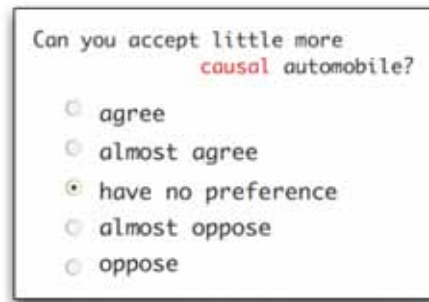 Can you accept little more
causal automobile?
agree
almost agree
have no preference
almost oppose
oppose